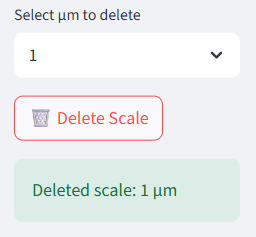 Select μm to delete
1
Delete Scale
Deleted scale: 1 μm